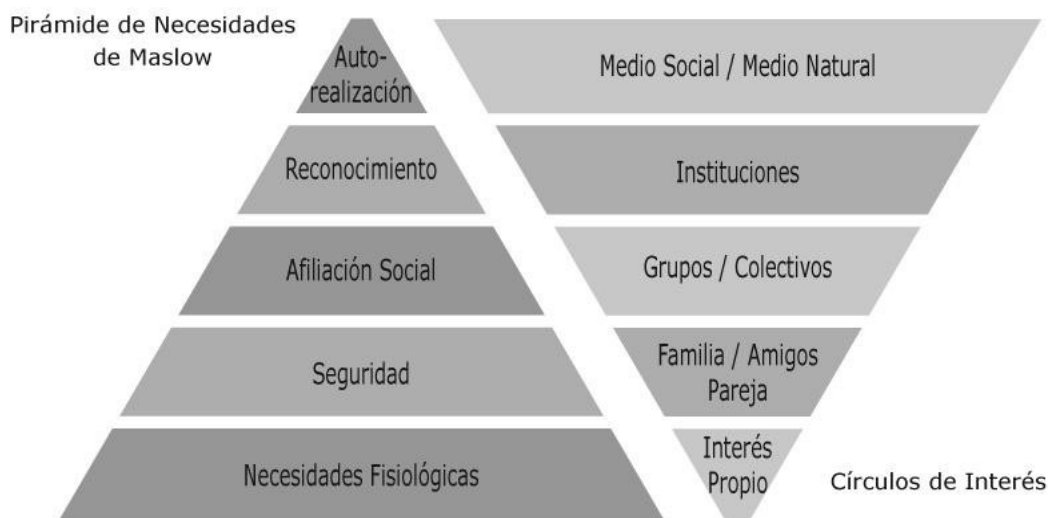 Pirámide de Necesidades
de Maslow
Auto-
realización
Reconocimiento
Afiliación Social
Seguridad
Necesidades Fisiológicas
Medio Social / Medio Natural
Instituciones
Grupos / Colectivos
Familia / Amigos
Pareja
Interés
Propio
Círculos de Interés